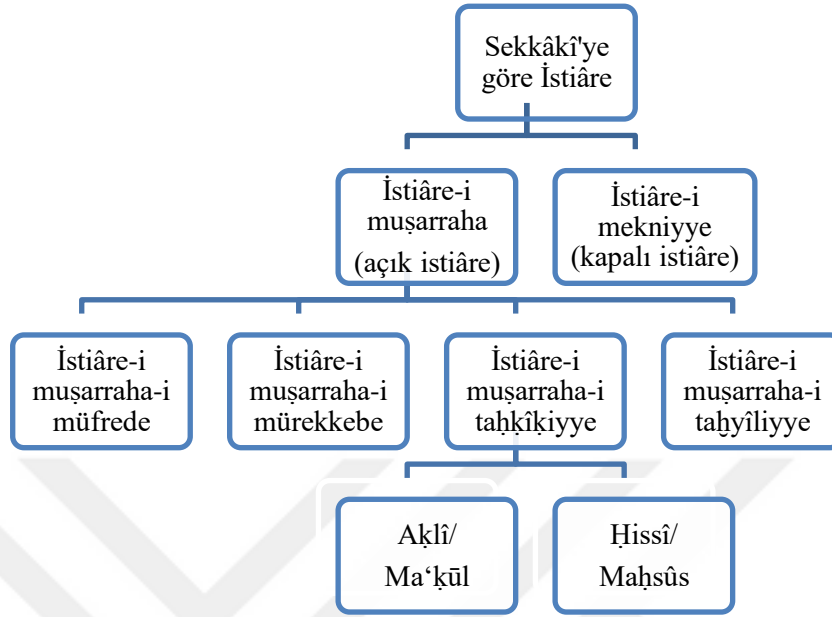 Sekkâkî'ye
göre İstiâre
İstiâre-i
muṣarraha
(açık istiâre)
İstiâre-i
mekniyye
(kapalı istiâre)
İstiâre-i
muṣarraha-i
müfrede
İstiâre-i
muṣarraha-i
mürekkebe
İstiâre-i
muṣarraha-i
taḥḳîḳiyye
İstiâre-i
muṣarraha-i
taḫyîliyye
Aḳlî/
Ma‘ḳūl
Ḥissî/
Maḥsûs